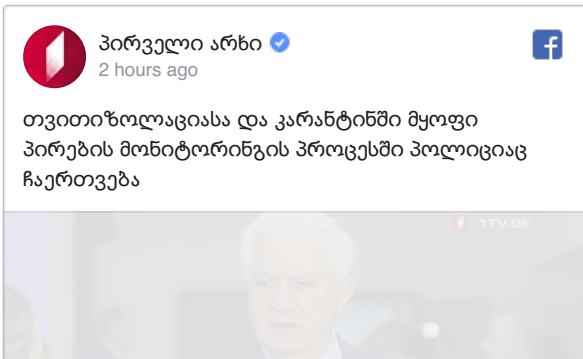 პირველი არხი
2 hours ago
თვითიზოლაციასა და კარანტინში მყოფი
პირების მონიტორინგის პროცესში პოლიციაც
ჩაერთვება
1TV.GE